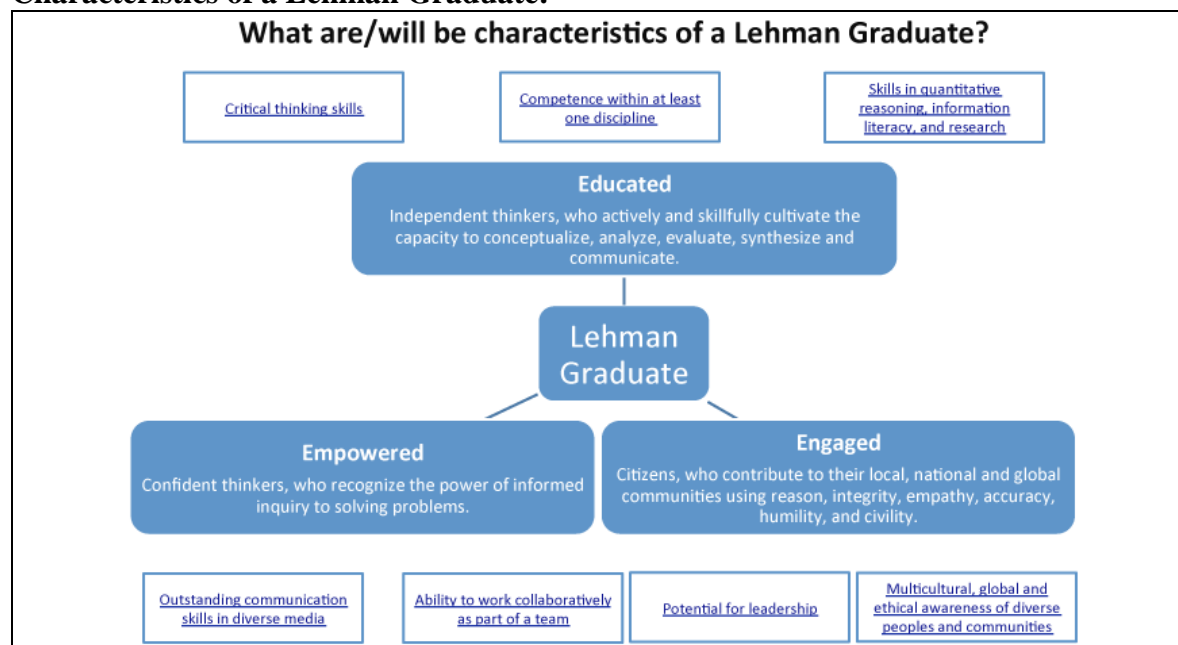 Characteristics of a Lehman Graduate:
What are/will be characteristics of a Lehman Graduate?
Critical thinking skills
Competence within at least
one discipline
Skills in quantitative
reasoning, information
literacy, and research
Educated
Independent thinkers, who actively and skillfully cultivate the
capacity to conceptualize, analyze, evaluate, synthesize and
communicate.
Lehman
Graduate
Empowered
Confident thinkers, who recognize the power of informed
inquiry to solving problems.
Engaged
Citizens, who contribute to their local, national and global
communities using reason, integrity, empathy, accuracy,
humility, and civility.
Outstanding communication
skills in diverse media
Ability to work collaboratively
as part of a team
Potential for leadership
Multicultural, global and
ethical awareness of diverse
peoples and communities